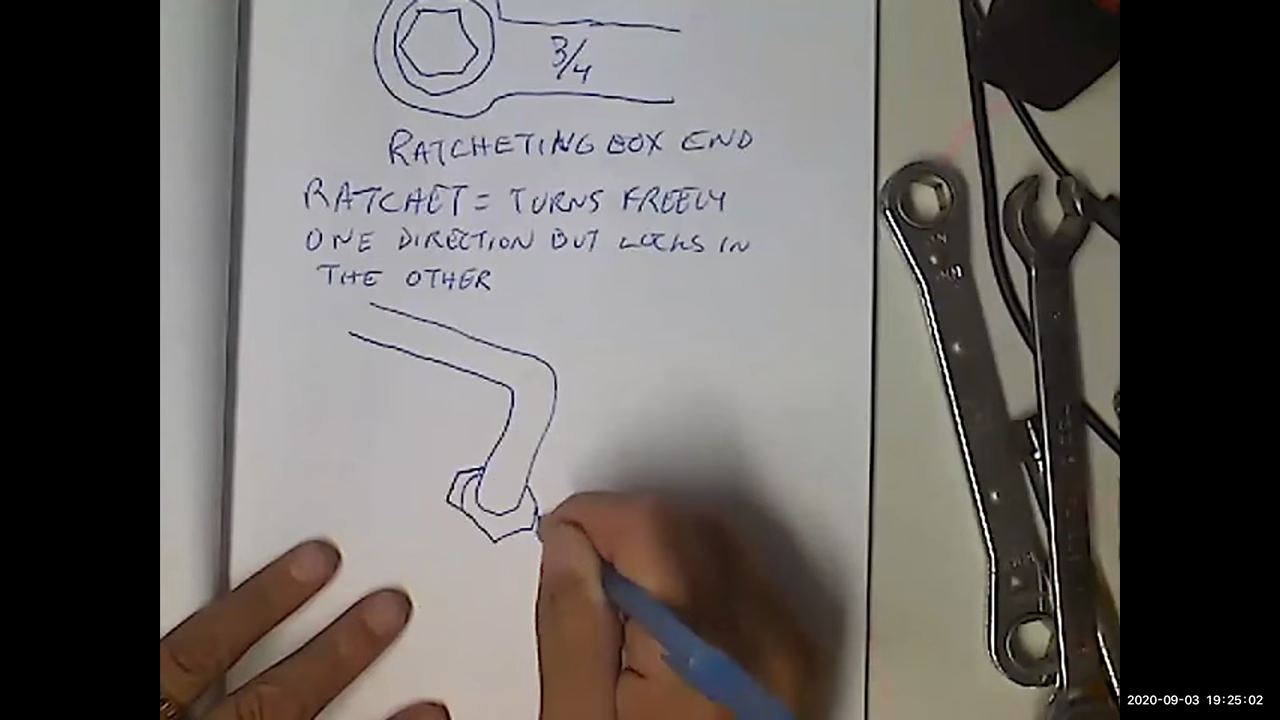 3/4
RATCHETING BOX END
RATCHET = TURNS FREELY
ONE DIRECTION BUT LOCKS IN
THE OTHER
2020-09-03 19:25:02